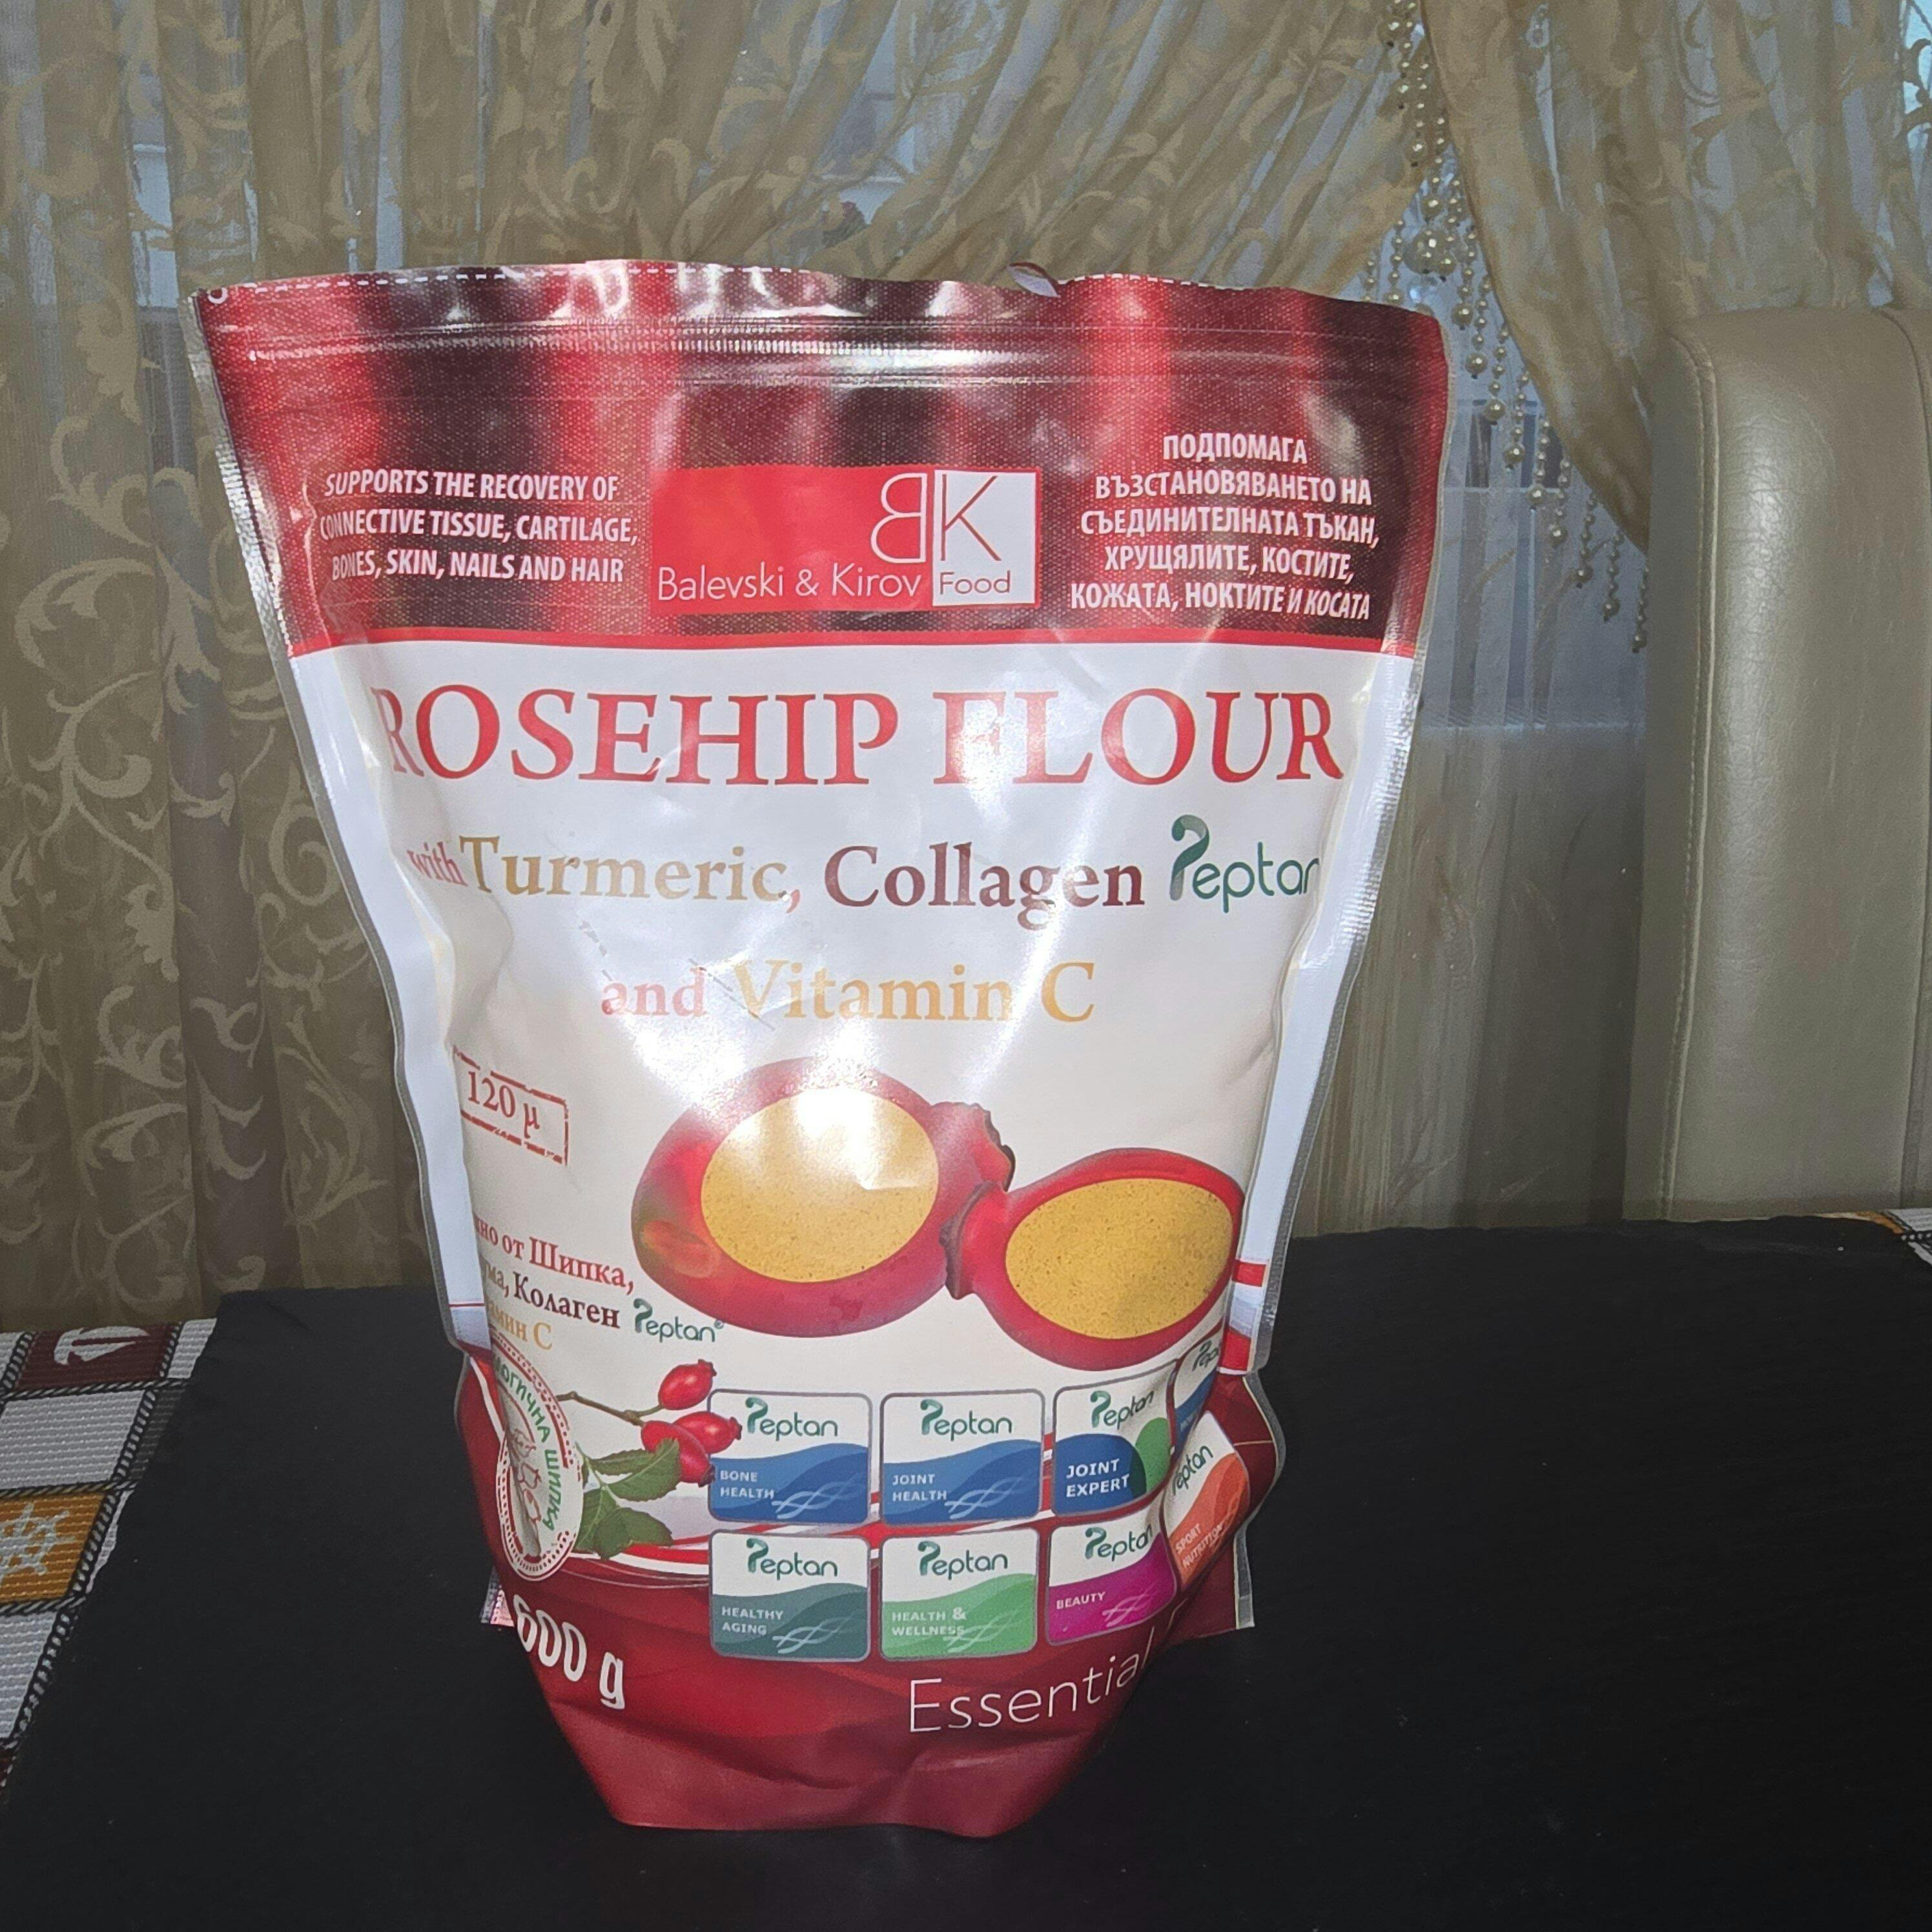 SUPPORTS THE RECOVERY OF
CONNECTIVE TISSUE, CARTILAGE,
BONES, SKIN, NAILS AND HAIR
BK
Balevski & Kirov Food
ПОДПОМАГА
ВЪЗСТАНОВЯВАНЕТО НА
СЪЕДИНИТЕЛНАТА ТЪКАН,
ХРУЩЯЛИТЕ, КОСТИТЕ,
КОЖАТА, НОКТИТЕ И КОСАТА
ROSEHIP FLOUR
with Turmeric, Collagen Peptan
and Vitamin C
120 µ
от Шипка,
Колаген Peptan®
C
ШИПКА
Peptan
BONE
HEALTH
Peptan
JOINT
HEALTH
Peptan
JOINT
EXPERT
Peptan
HEALTHY
AGING
Peptan
HEALTH &
WELLNESS
Peptan
BEAUTY
Peptan
SPORT
NUTRITION
600 g
Essential